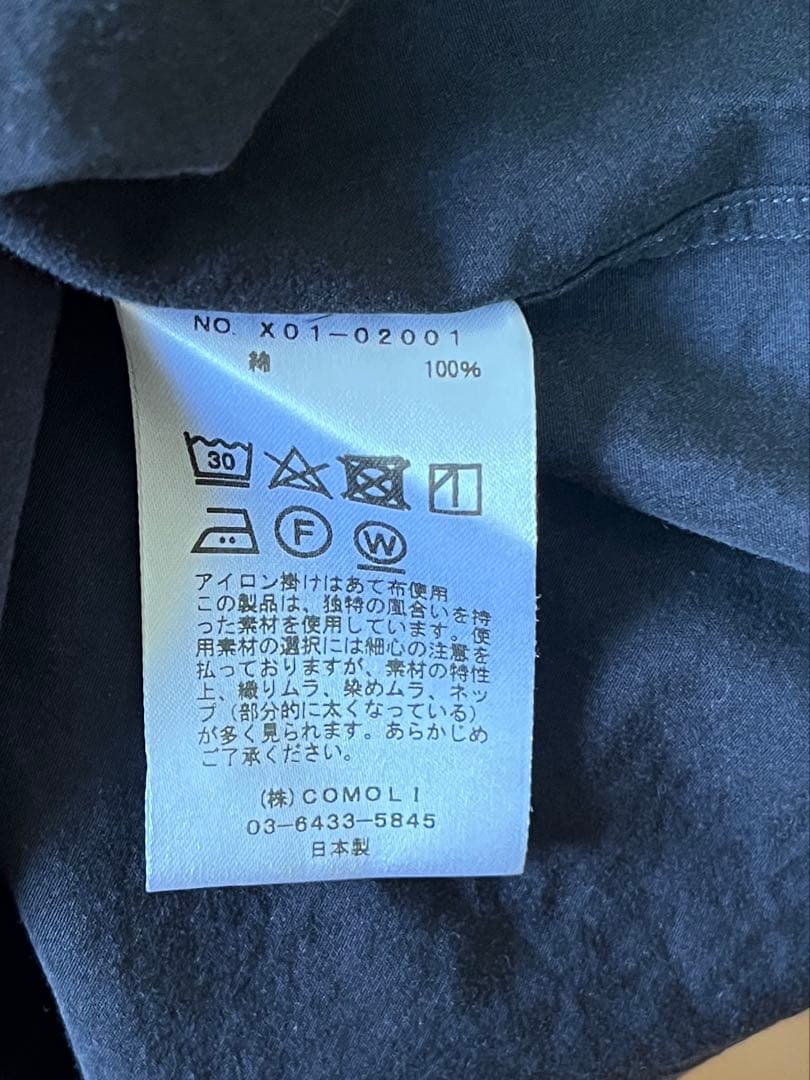 NO. X01-02001
綿 100%
30
F
W
アイロン掛けはあて布使用
この製品は、独特の風合いを持
った素材を使用しています。使
用素材の選択には細心の注意を
払っておりますが、素材の特性
上、織りムラ、染めムラ、ネッ
プ（部分的に太くなっている）
が多く見られます。あらかじめ
ご了承ください。
(株)COMOLI
03-6433-5845
日本製